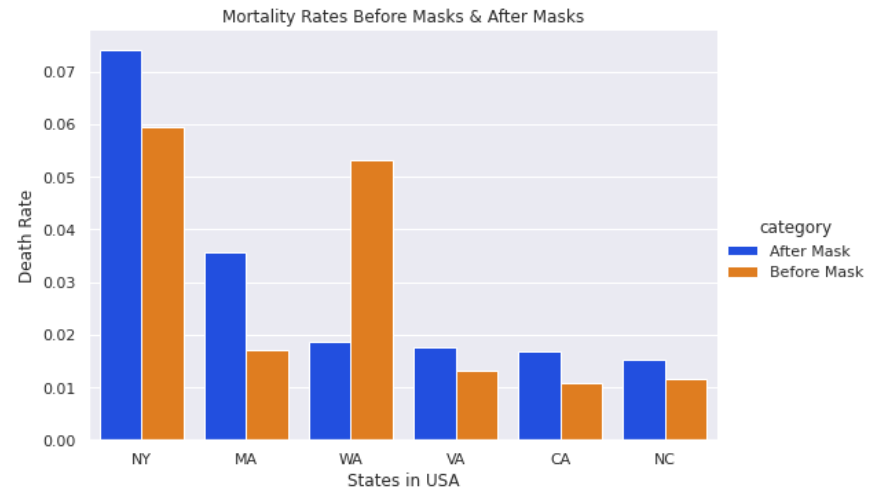 Mortality Rates Before Masks & After Masks
Death Rate
0.07
0.06
0.05
0.04
0.03
0.02
0.01
0.00
NY MA WA VA CA NC
States in USA
category
After Mask
Before Mask